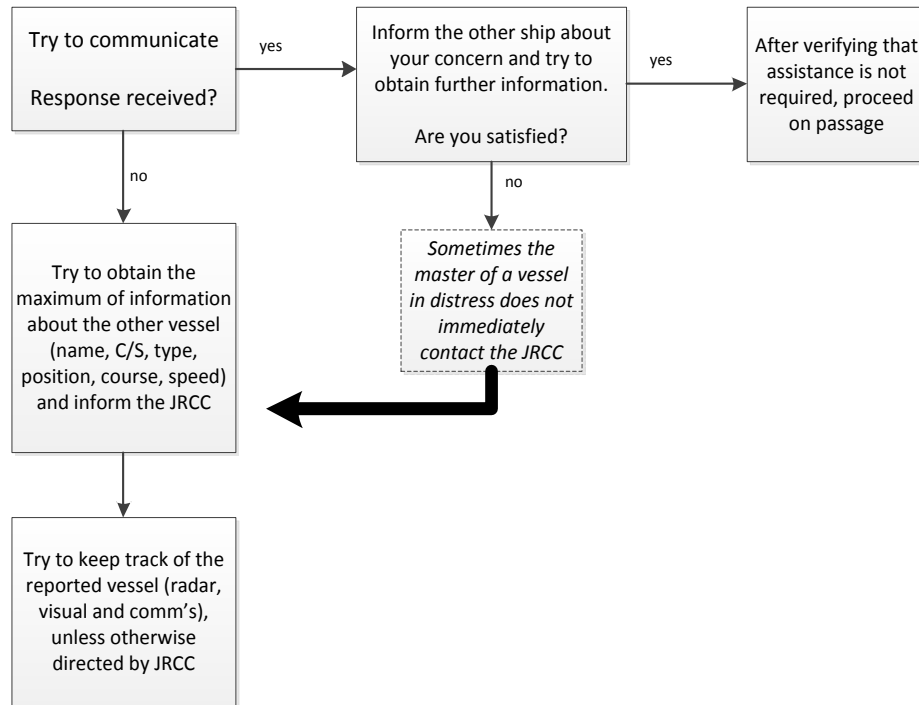 Try to communicate
Response received?
yes
Inform the other ship about
your concern and try to
obtain further information.
Are you satisfied?
yes
After verifying that
assistance is not
required, proceed
on passage
no
Try to obtain the
maximum of information
about the other vessel
(name, C/S, type,
position, course, speed)
and inform the JRCC
no
Sometimes the
master of a vessel
in distress does not
immediately
contact the JRCC
Try to keep track of the
reported vessel (radar,
visual and comm’s),
unless otherwise
directed by JRCC